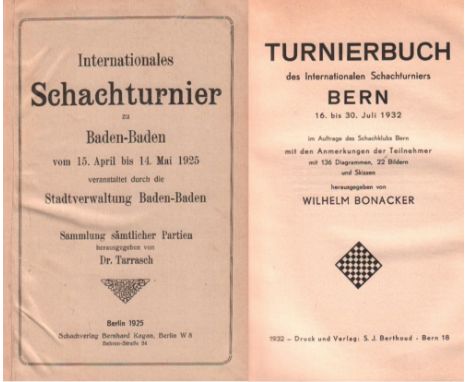 Internationales
Schachturnier
zu
Baden-Baden
vom 15. April bis 14. Mai 1925
veranstaltet durch die
Stadtverwaltung Baden-Baden
Sammlung sämtlicher Partien
herausgegeben von
Dr. Tarrasch
Berlin 1925
Schachverlag Bernhard Kagan, Berlin W 8
Behren-Straße 24
TURNIERBUCH
des Internationalen Schachturniers
BERN
16. bis 30. Juli 1932
im Auftrage des Schachklubs Bern
mit den Anmerkungen der Teilnehmer
mit 136 Diagrammen, 22 Bildern
und Skizzen
herausgegeben von
WILHELM BONACKER
1932 – Druck und Verlag: S. J. Berthoud - Bern 18